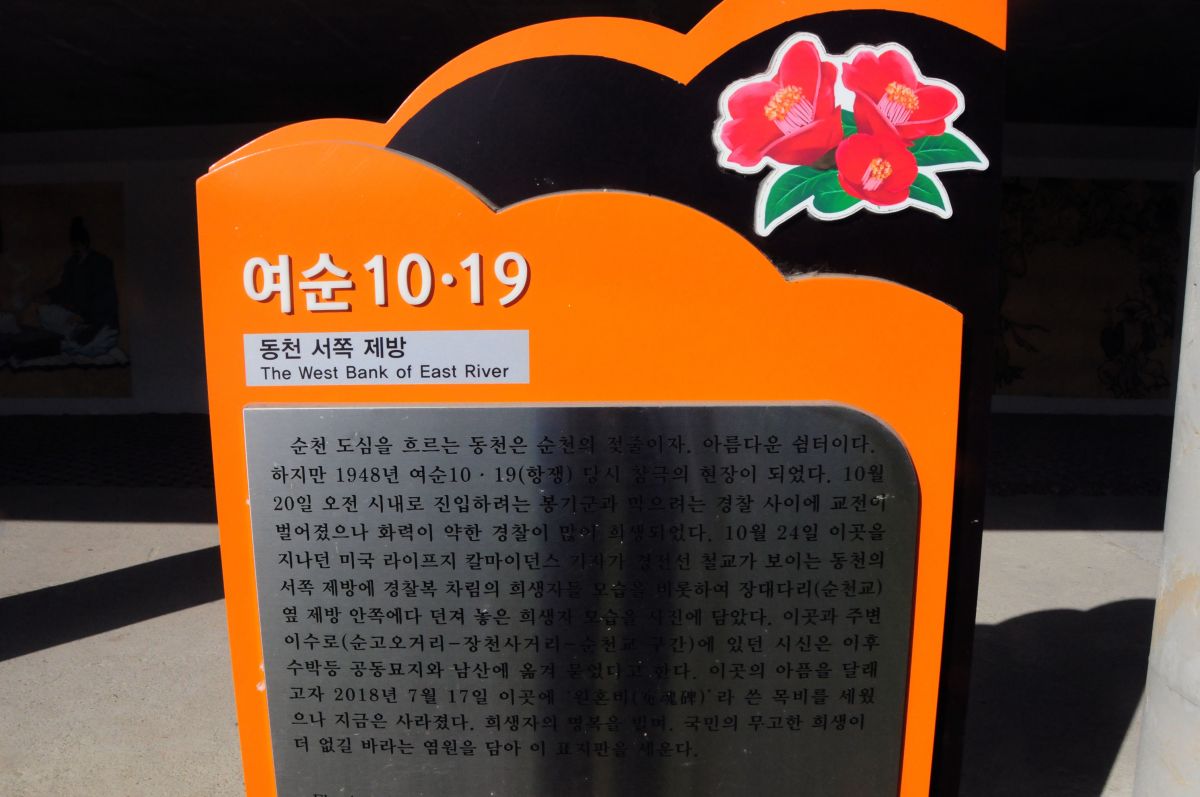 여순10·19
동천 서쪽 제방
The West Bank of East River
순천 도심을 흐르는 동천은 순천의 젖줄이자. 아름다운 쉼터이다.
하지만 1948년 여순10·19(항쟁) 당시 참극의 현장이 되었다. 10월
20일 오전 시내로 진입하려는 봉기군과 막으려는 경찰 사이에 교전이
벌어졌으나 화력이 약한 경찰이 많이 희생되었다. 10월 24일 이곳을
지나던 미국 라이프지 칼마이던스 기자가 경전선 철교가 보이는 동천의
서쪽 제방에 경찰복 차림의 희생자들 모습을 비롯하여 장대다리(순천교)
옆 제방 안쪽에다 던져 놓은 희생자 모습을 사진에 담았다. 이곳과 주변
이수로(순고오거리-장천사거리-순천교 구간)에 있던 시신은 이후
수박등 공동묘지와 남산에 옮겨 묻었다고 한다. 이곳의 아픔을 달래
고자 2018년 7월 17일 이곳에 '원혼비(寃魂碑)'라 쓴 목비를 세웠
으나 지금은 사라졌다. 희생자의 명복을 빌며, 국민의 무고한 희생이
더 없길 바라는 염원을 담아 이 표지판을 세운다.